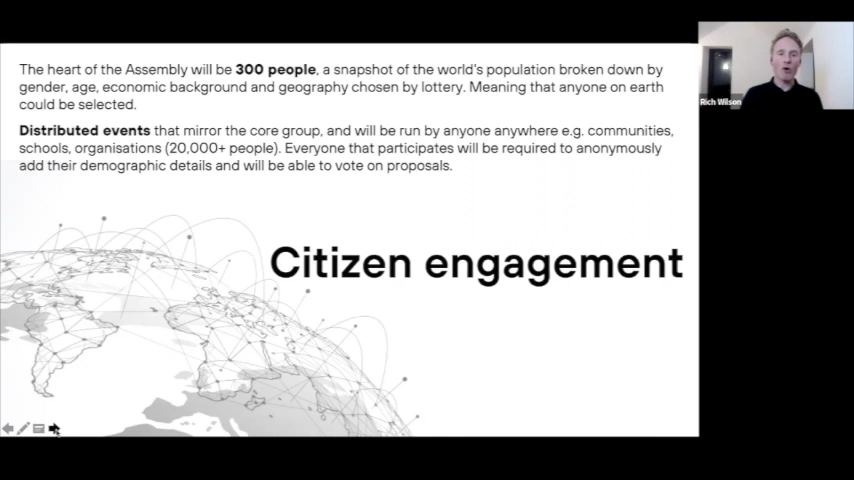 The heart of the Assembly will be 300 people, a snapshot of the world's population broken down by
gender, age, economic background and geography chosen by lottery. Meaning that anyone on earth
could be selected.
Distributed events that mirror the core group, and will be run by anyone anywhere e.g. communities,
schools, organisations (20,000+ people). Everyone that participates will be required to anonymously
add their demographic details and will be able to vote on proposals.
Citizen engagement
Rich Wilson